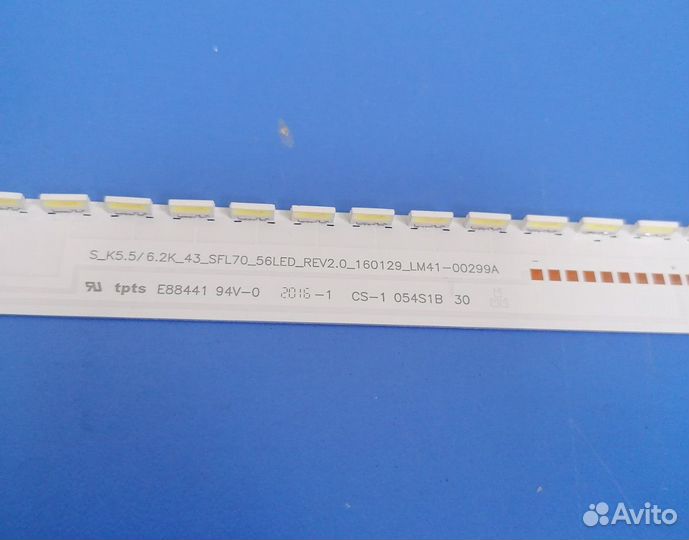 S_K5.5/6.2K_43_SFL70_56LED_REV2.0_160129_LM41-00299A
tpts E88441 94V-0 2016-1 CS-1 054S1B 30
Avito